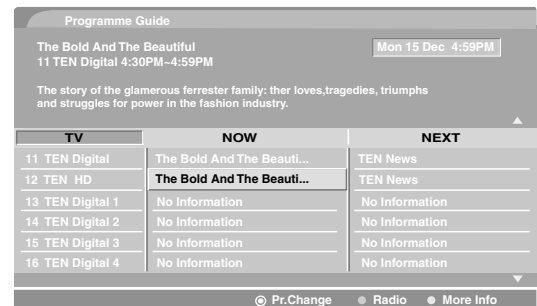 Programme Guide
The Bold And The Beautiful
Mon 15 Dec 4:59PM
11 TEN Digital 4:30PM~4:59PM
The story of the glamerous ferrester family: ther loves,tragedies, triumphs
and struggles for power in the fashion industry.
TV NOW NEXT
11 TEN Digital The Bold And The Beauti... TEN News
12 TEN HD The Bold And The Beauti... TEN News
13 TEN Digital 1 No Information No Information
14 TEN Digital 2 No Information No Information
15 TEN Digital 3 No Information No Information
16 TEN Digital 4 No Information No Information
Pr.Change Radio More Info